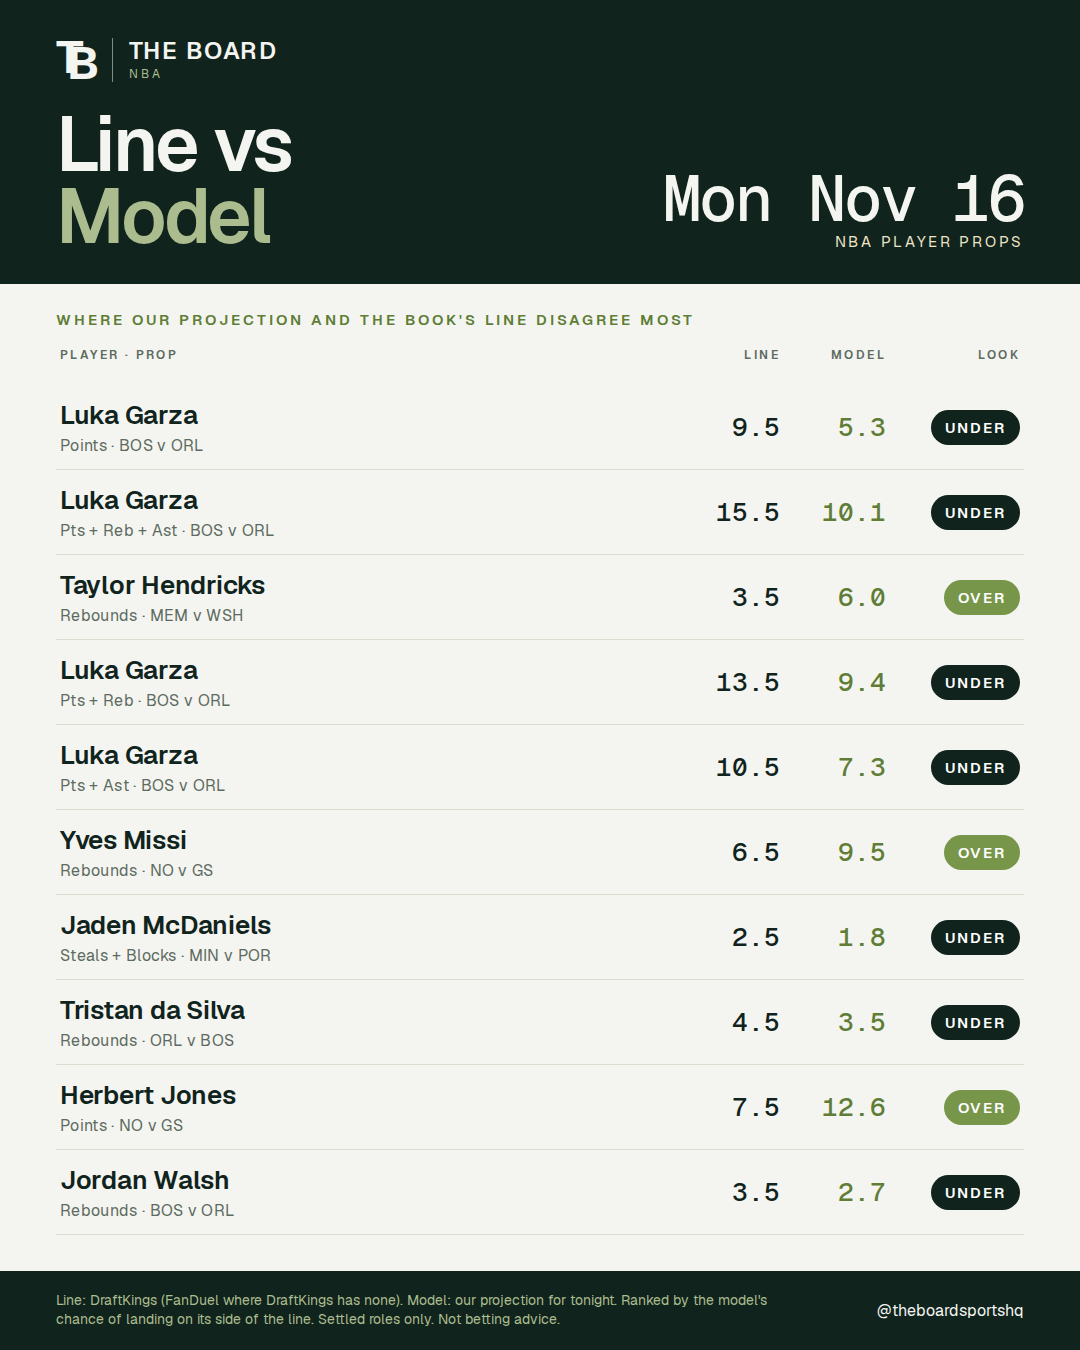 TB
THE BOARD
NBA
Line vs
Model
Mon Nov 16
NBA PLAYER PROPS
WHERE OUR PROJECTION AND THE BOOK'S LINE DISAGREE MOST
PLAYER · PROP LINE MODEL LOOK
Luka Garza
Points · BOS v ORL
9.5 5.3 UNDER
Luka Garza
Pts + Reb + Ast · BOS v ORL
15.5 10.1 UNDER
Taylor Hendricks
Rebounds · MEM v WSH
3.5 6.0 OVER
Luka Garza
Pts + Reb · BOS v ORL
13.5 9.4 UNDER
Luka Garza
Pts + Ast · BOS v ORL
10.5 7.3 UNDER
Yves Missi
Rebounds · NO v GS
6.5 9.5 OVER
Jaden McDaniels
Steals + Blocks · MIN v POR
2.5 1.8 UNDER
Tristan da Silva
Rebounds · ORL v BOS
4.5 3.5 UNDER
Herbert Jones
Points · NO v GS
7.5 12.6 OVER
Jordan Walsh
Rebounds · BOS v ORL
3.5 2.7 UNDER
Line: DraftKings (FanDuel where DraftKings has none). Model: our projection for tonight. Ranked by the model's
chance of landing on its side of the line. Settled roles only. Not betting advice.
@theboardsportshq